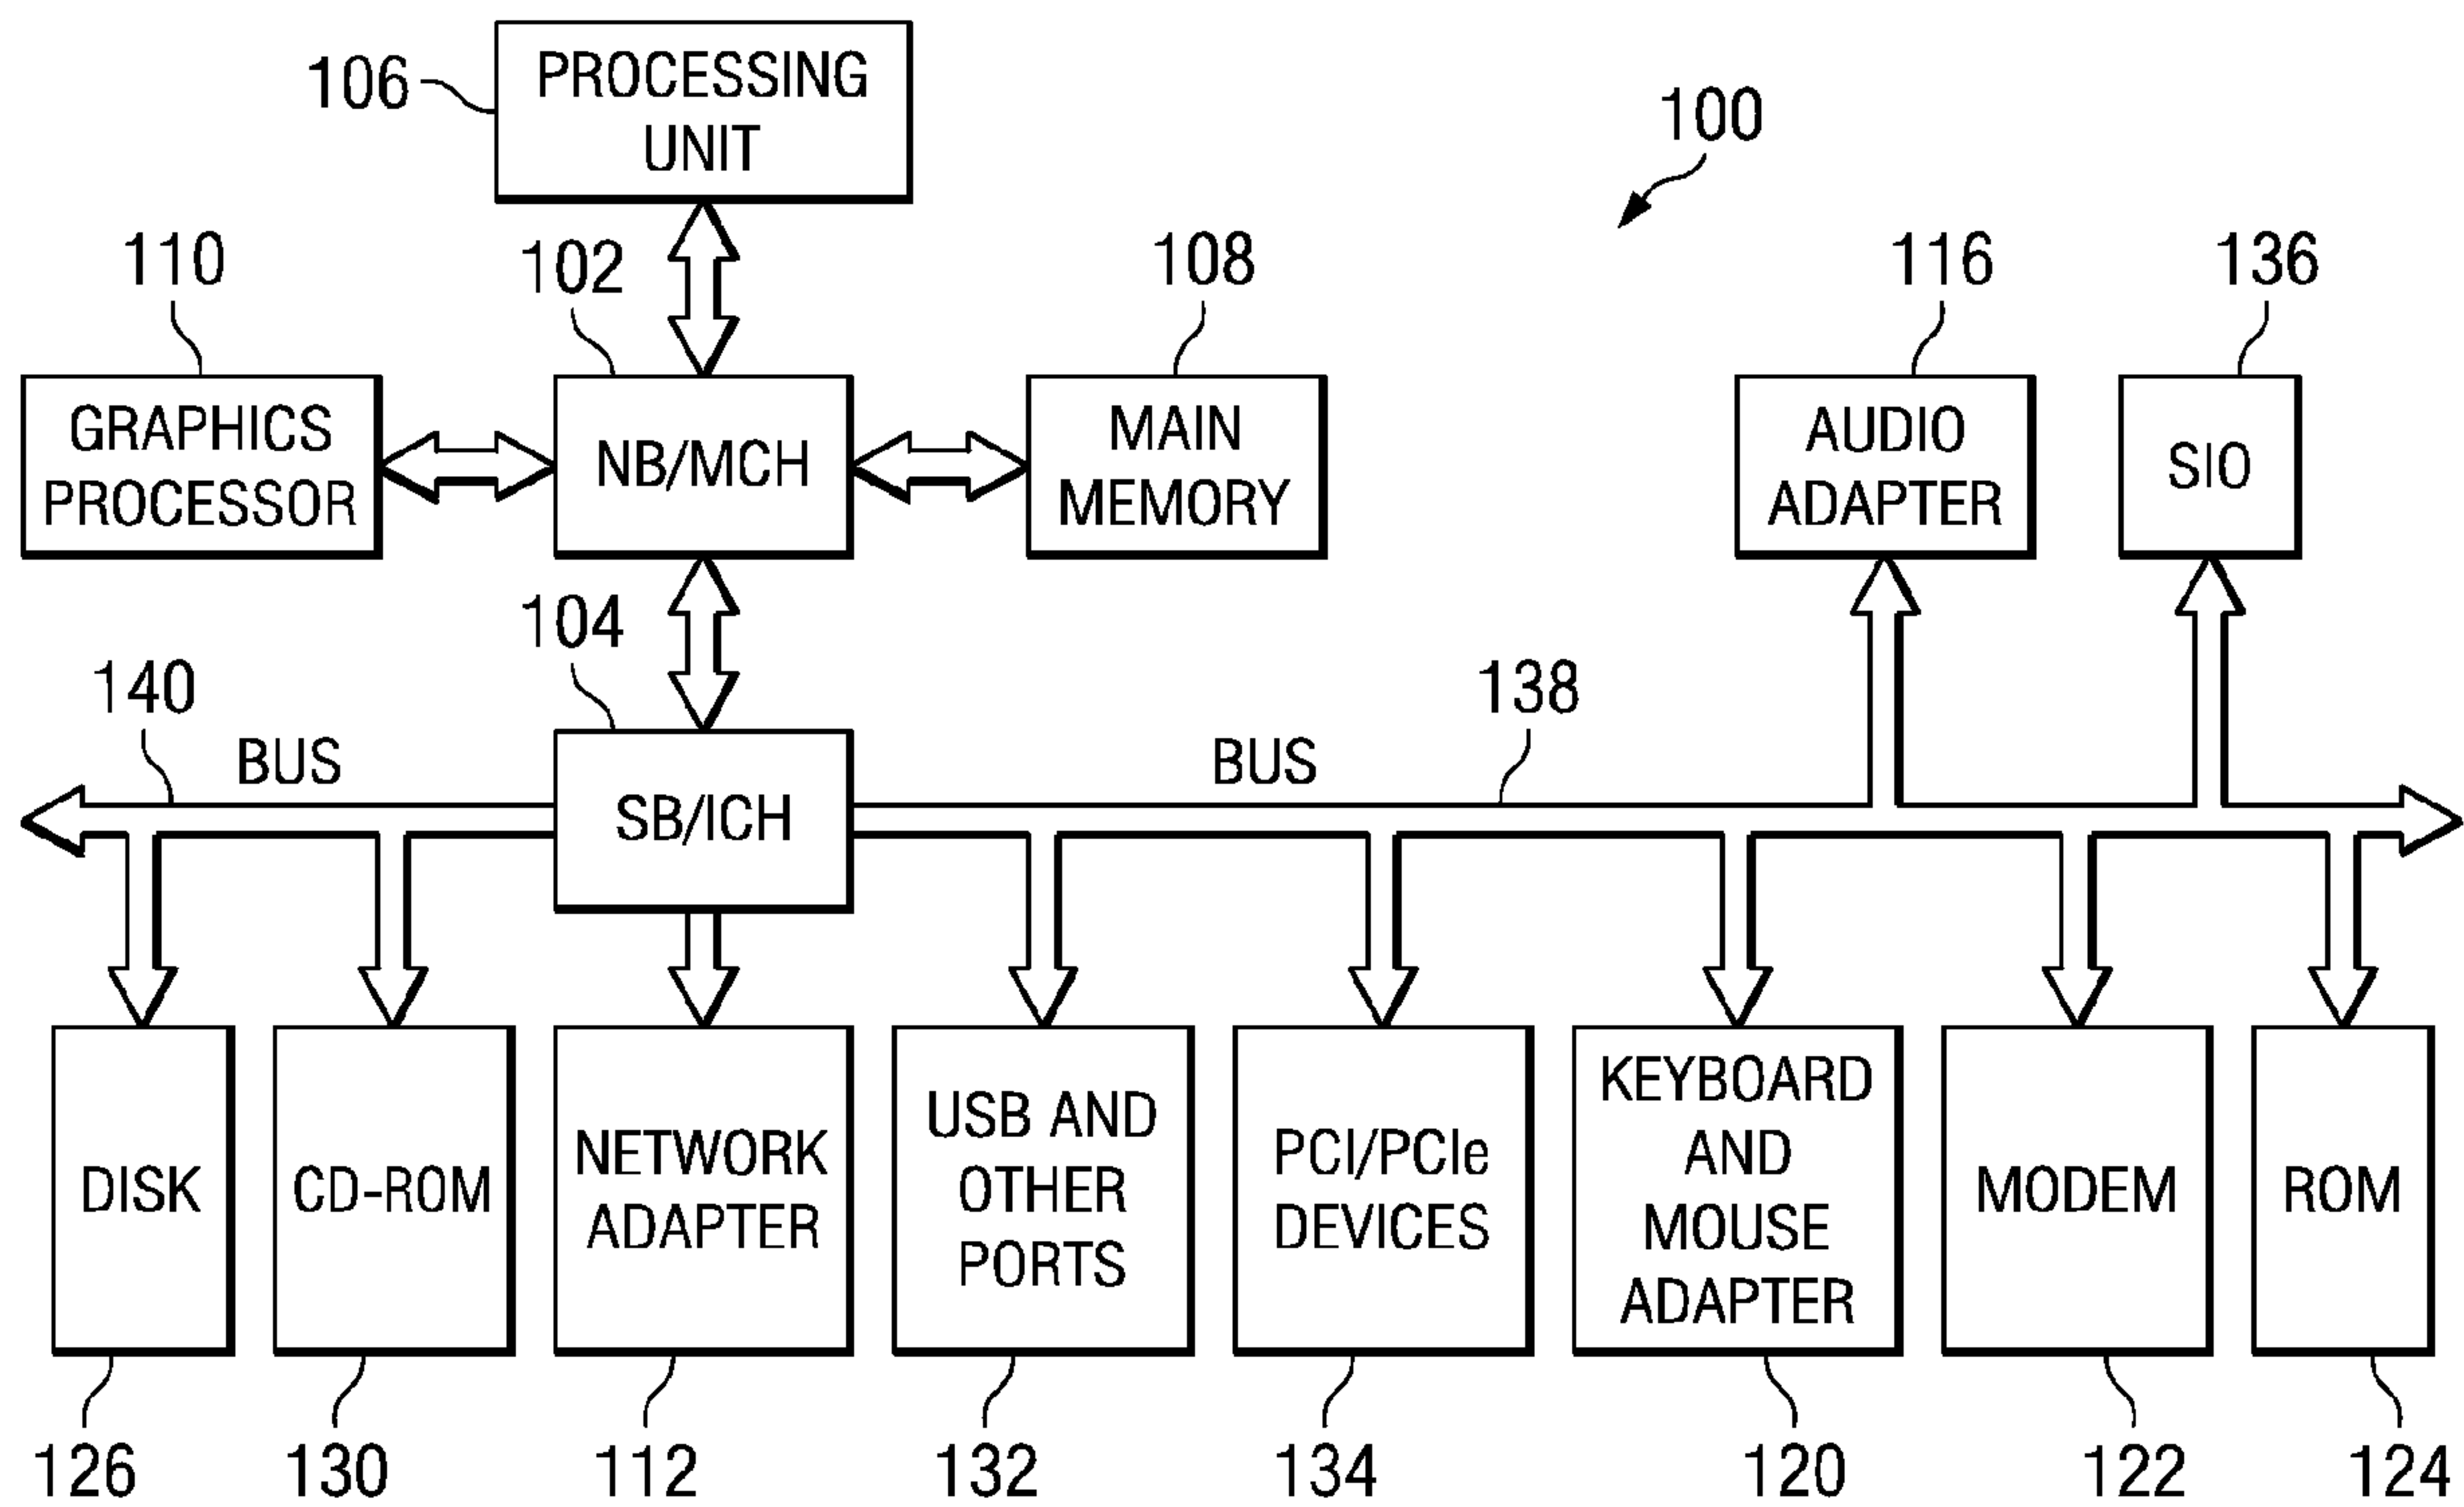 PROCESSING
UNIT
106
100
110
102
108
116
136
GRAPHICS
PROCESSOR
NB/MCH
MAIN
MEMORY
AUDIO
ADAPTER
SIO
104
140
138
BUS
BUS
SB/ICH
DISK
CD-ROM
NETWORK
ADAPTER
USB AND
OTHER
PORTS
PCI/PCIe
DEVICES
KEYBOARD
AND
MOUSE
ADAPTER
MODEM
ROM
126
130
112
132
134
120
122
124